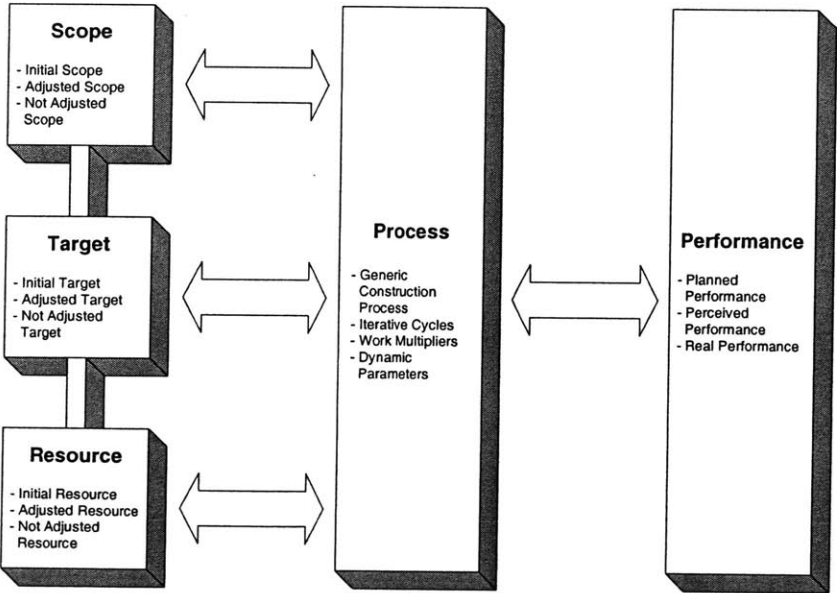 Scope
- Initial Scope
- Adjusted Scope
- Not Adjusted
Scope
Target
- Initial Target
- Adjusted Target
- Not Adjusted
Target
Resource
- Initial Resource
- Adjusted Resource
- Not Adjusted
Resource
Process
- Generic
Construction
Process
- Iterative Cycles
- Work Multipliers
- Dynamic
Parameters
Performance
- Planned
Performance
- Perceived
Performance
- Real Performance